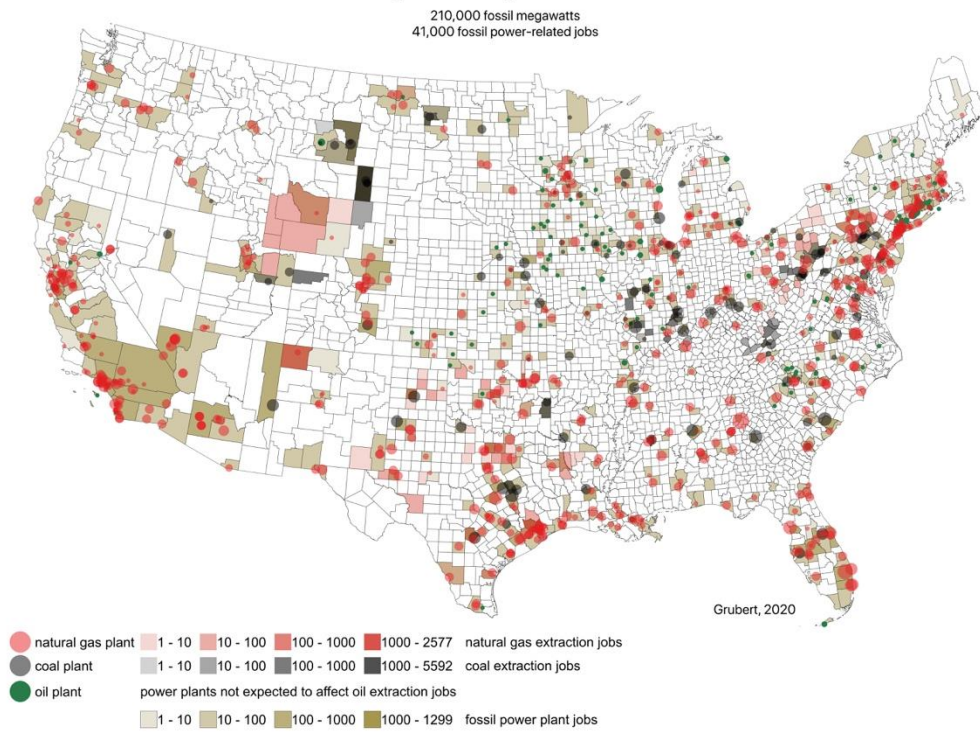 210,000 fossil megawatts
41,000 fossil power-related jobs
Grubert, 2020
natural gas plant 1 - 10 10 - 100 100 - 1000 1000 - 2577 natural gas extraction jobs
coal plant 1 - 10 10 - 100 100 - 1000 1000 - 5592 coal extraction jobs
oil plant power plants not expected to affect oil extraction jobs
1 - 10 10 - 100 100 - 1000 1000 - 1299 fossil power plant jobs